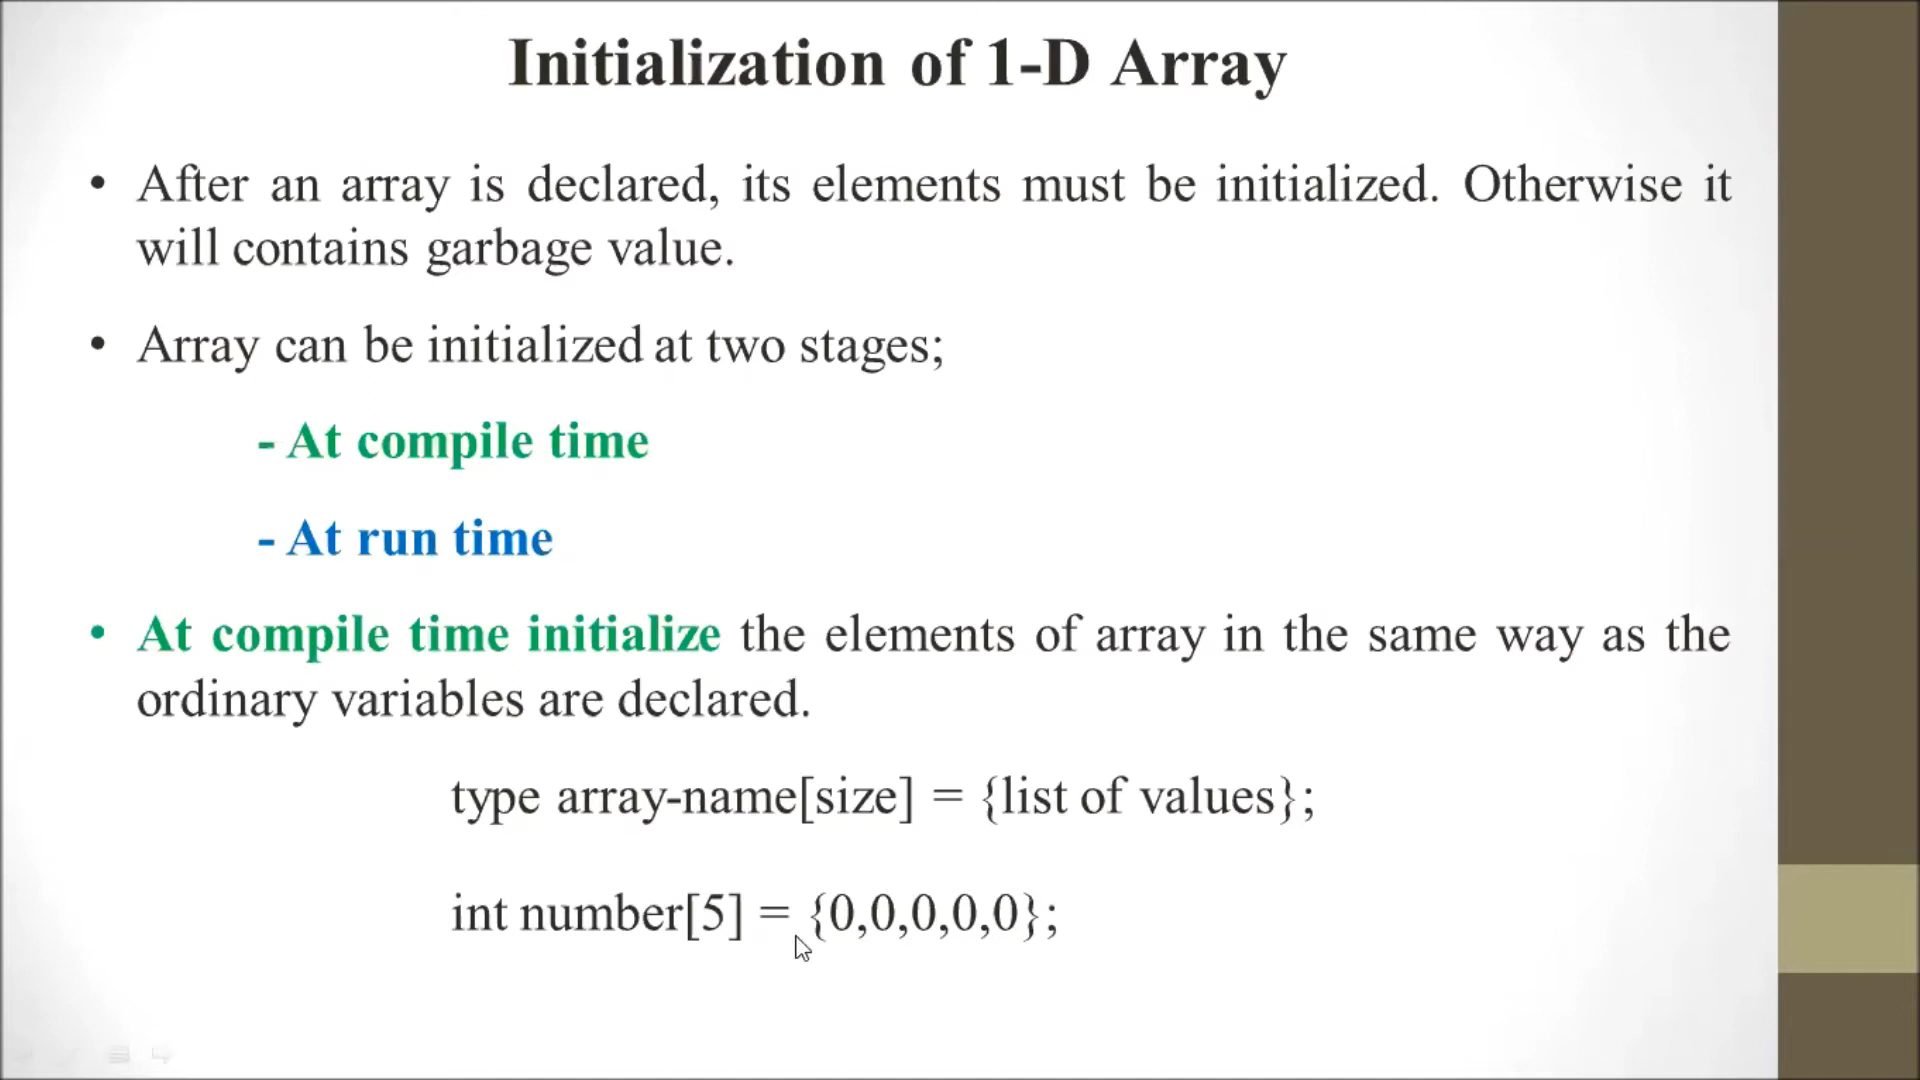 Initialization of 1-D Array
• After an array is declared, its elements must be initialized. Otherwise it
will contains garbage value.
• Array can be initialized at two stages;
- At compile time
- At run time
• At compile time initialize the elements of array in the same way as the
ordinary variables are declared.
type array-name[size] = {list of values};
int number[5] = {0,0,0,0,0};